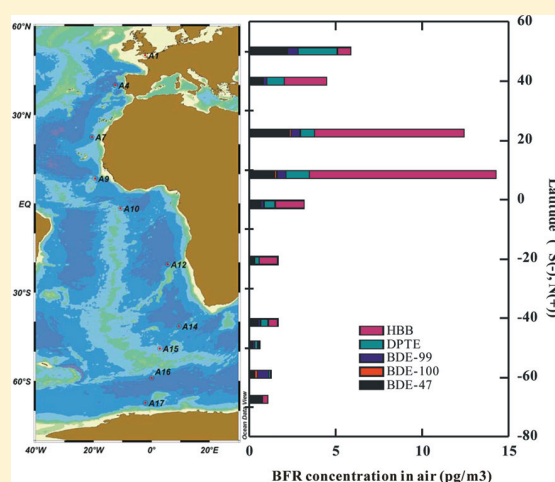 60°N
30°N
EQ
30°S
60°S
40°W
20°W
0°
20°E
A1
A4
A7
A9
A10
A12
A14
A15
A16
A17
Ocean Data View
HBB
DPTE
BDE-99
BDE-100
BDE-47
0
5
10
15
BFR concentration in air (pg/m3)
60
40
20
0
-20
-40
-60
-80
Latitude ( S(-), N(+))